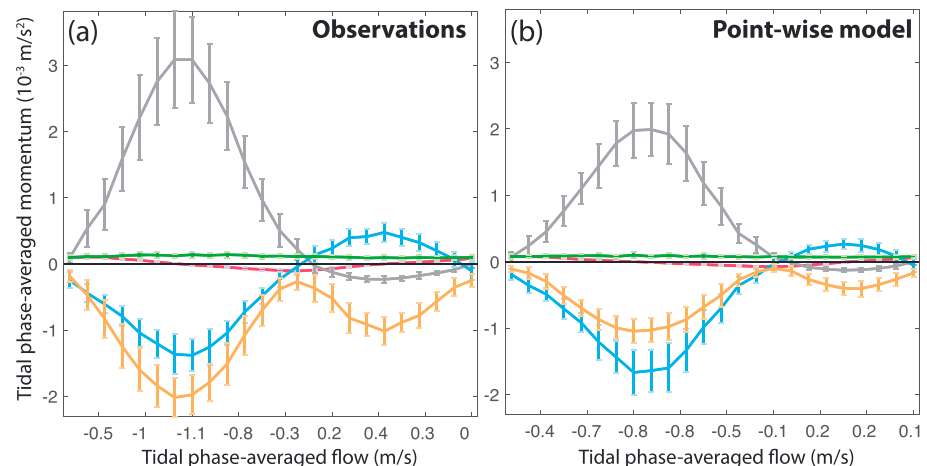 (a) Observations
(b) Point-wise model
Tidal phase-averaged momentum (10⁻³ m/s²)
3
2
1
0
-1
-2
-0.5 -1 -1.1 -0.8 -0.3 0.2 0.4 0.3 0
Tidal phase-averaged flow (m/s)
3
2
1
0
-1
-2
-0.4 -0.7 -0.8 -0.8 -0.5 -0.1 0.2 0.2 0.1
Tidal phase-averaged flow (m/s)